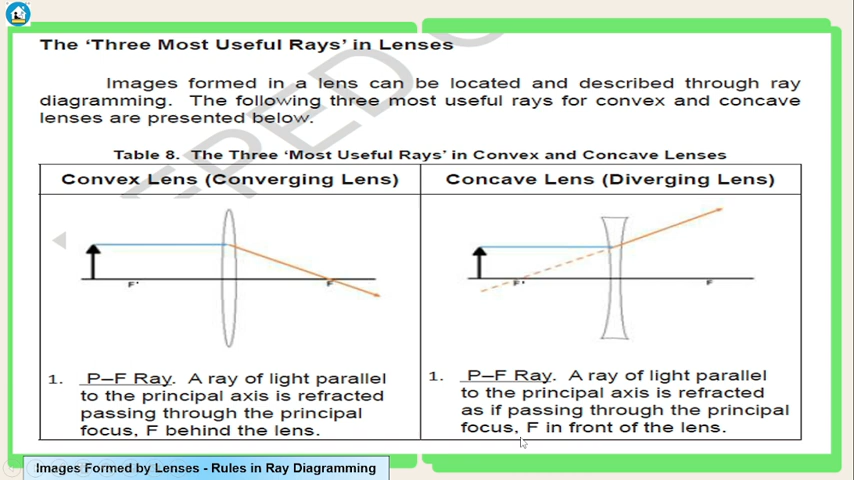 The 'Three Most Useful Rays' in Lenses
Images formed in a lens can be located and described through ray
diagramming. The following three most useful rays for convex and concave
lenses are presented below.
Table 8. The Three 'Most Useful Rays' in Convex and Concave Lenses
Convex Lens (Converging Lens)
Concave Lens (Diverging Lens)
F'
F
F'
F
1. P–F Ray. A ray of light parallel
to the principal axis is refracted
passing through the principal
focus, F behind the lens.
1. P–F Ray. A ray of light parallel
to the principal axis is refracted
as if passing through the principal
focus, F in front of the lens.
Images Formed by Lenses - Rules in Ray Diagramming